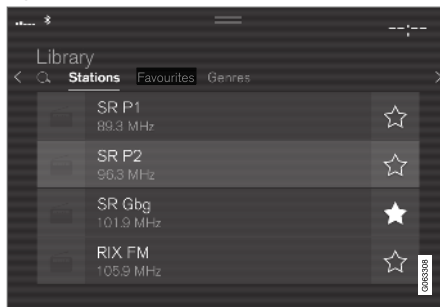 --:--
Library
Stations Favourites Genres
SR P1
89.3 MHz
SR P2
96.3 MHz
SR Gbg
101.9 MHz
RIX FM
105.9 MHz
G063308